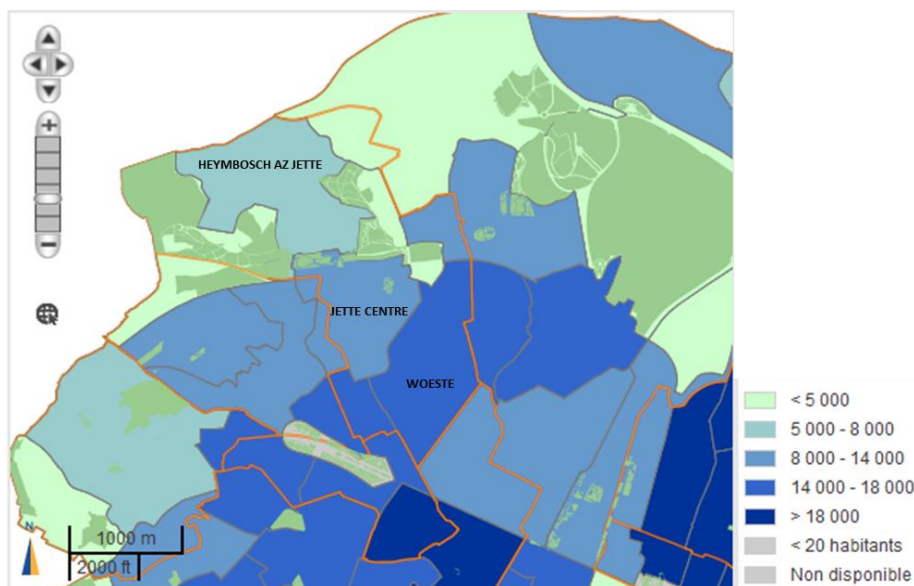 HEYMBOSCH AZ JETTE
JETTE CENTRE
WOESTE
N
1000 m
2000 ft
< 5 000
5 000 - 8 000
8 000 - 14 000
14 000 - 18 000
> 18 000
< 20 habitants
Non disponible